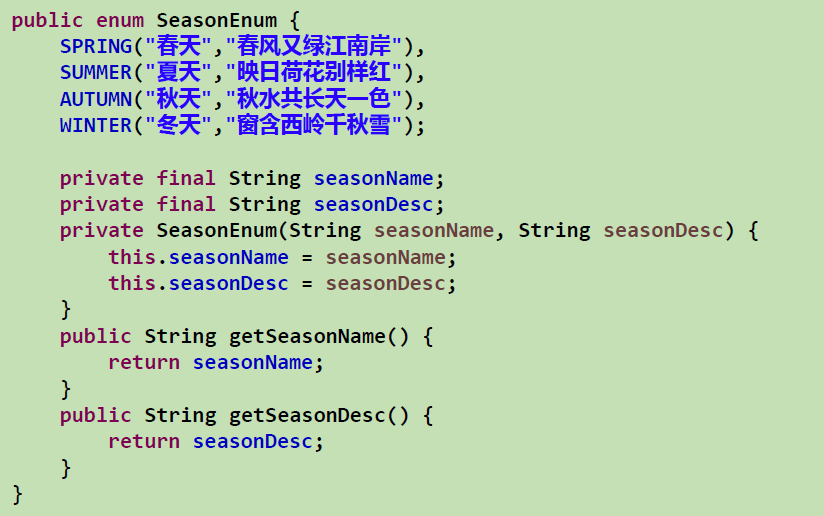 public enum SeasonEnum {
    SPRING("春天","春风又绿江南岸"),
    SUMMER("夏天","映日荷花别样红"),
    AUTUMN("秋天","秋水共长天一色"),
    WINTER("冬天","窗含西岭千秋雪");

    private final String seasonName;
    private final String seasonDesc;
    private SeasonEnum(String seasonName, String seasonDesc) {
        this.seasonName = seasonName;
        this.seasonDesc = seasonDesc;
    }
    public String getSeasonName() {
        return seasonName;
    }
    public String getSeasonDesc() {
        return seasonDesc;
    }
}